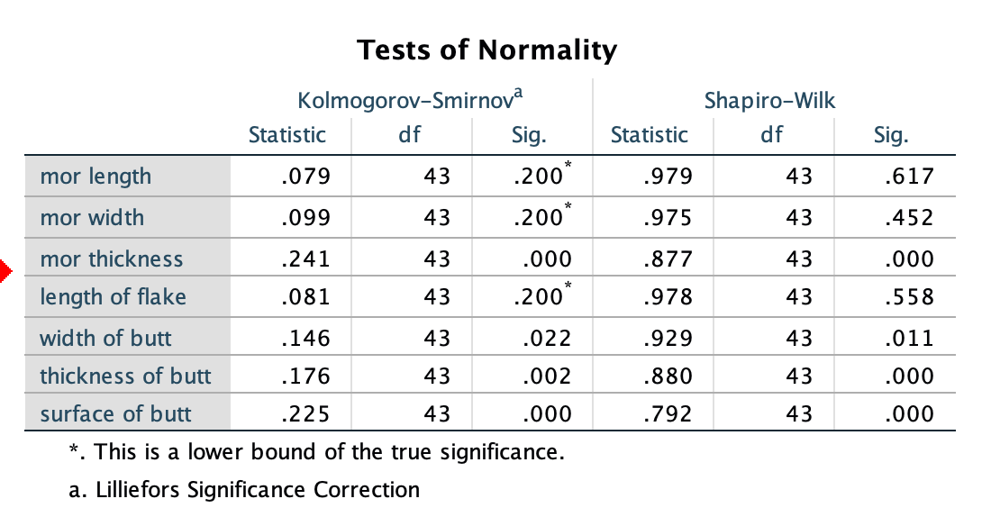 Tests of Normality
Kolmogorov-Smirnovᵃ Shapiro-Wilk
Statistic df Sig. Statistic df Sig.
mor length .079 43 .200* .979 43 .617
mor width .099 43 .200* .975 43 .452
mor thickness .241 43 .000 .877 43 .000
length of flake .081 43 .200* .978 43 .558
width of butt .146 43 .022 .929 43 .011
thickness of butt .176 43 .002 .880 43 .000
surface of butt .225 43 .000 .792 43 .000
*. This is a lower bound of the true significance.
a. Lilliefors Significance Correction